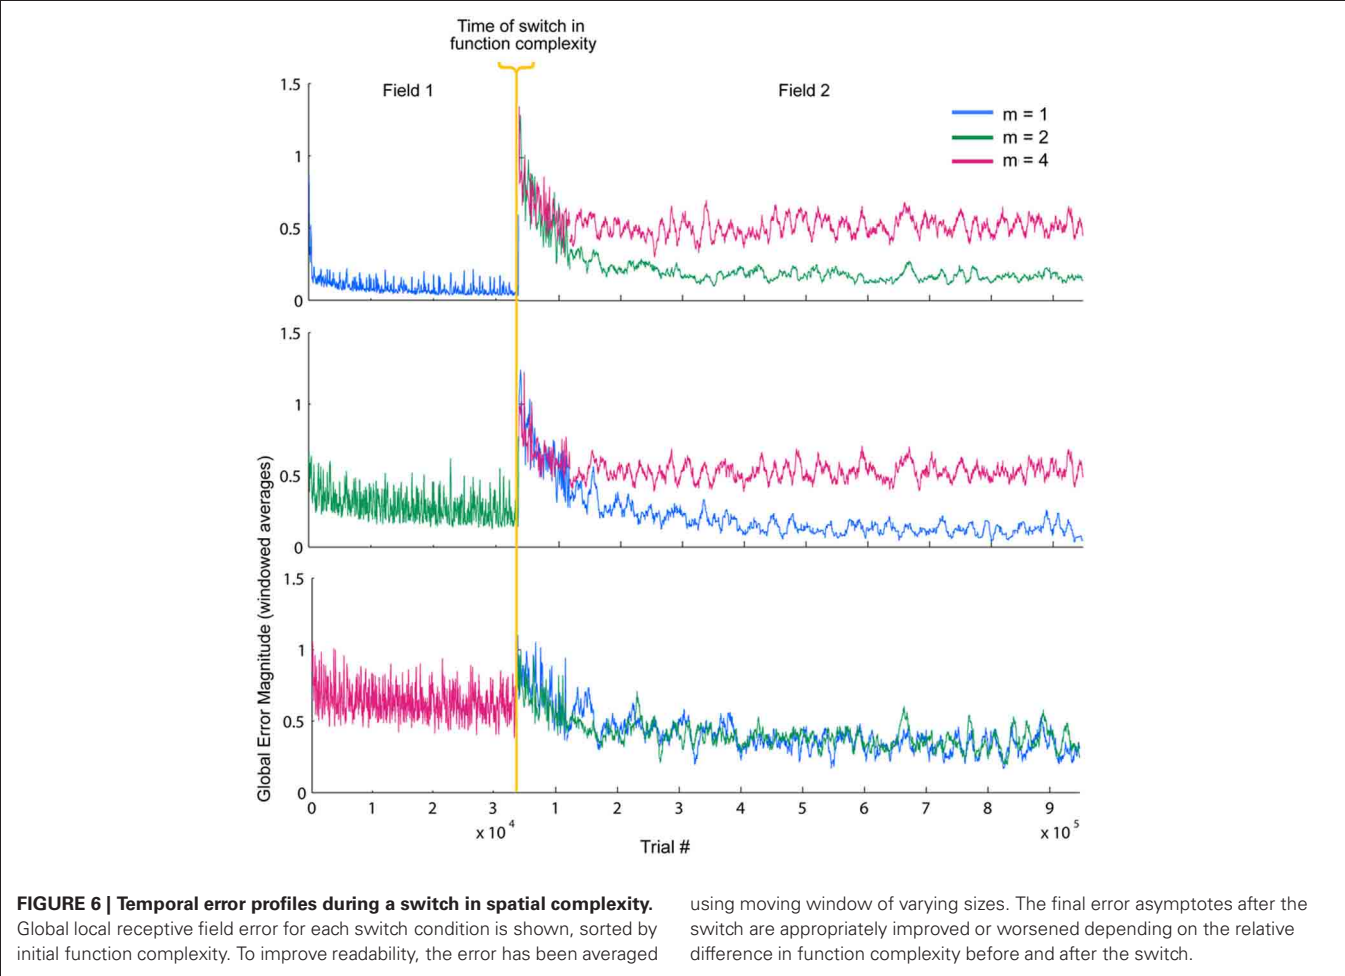 Time of switch in
function complexity
Field 1
Field 2
m = 1
m = 2
m = 4
1.5
1
0.5
0
1.5
1
0.5
0
1.5
1
0.5
0
Global Error Magnitude (windowed averages)
0 1 2 3 1 2 3 4 5 6 7 8 9
x 10 4 x 10 5
Trial #
FIGURE 6 | Temporal error profiles during a switch in spatial complexity.
Global local receptive field error for each switch condition is shown, sorted by
initial function complexity. To improve readability, the error has been averaged
using moving window of varying sizes. The final error asymptotes after the
switch are appropriately improved or worsened depending on the relative
difference in function complexity before and after the switch.